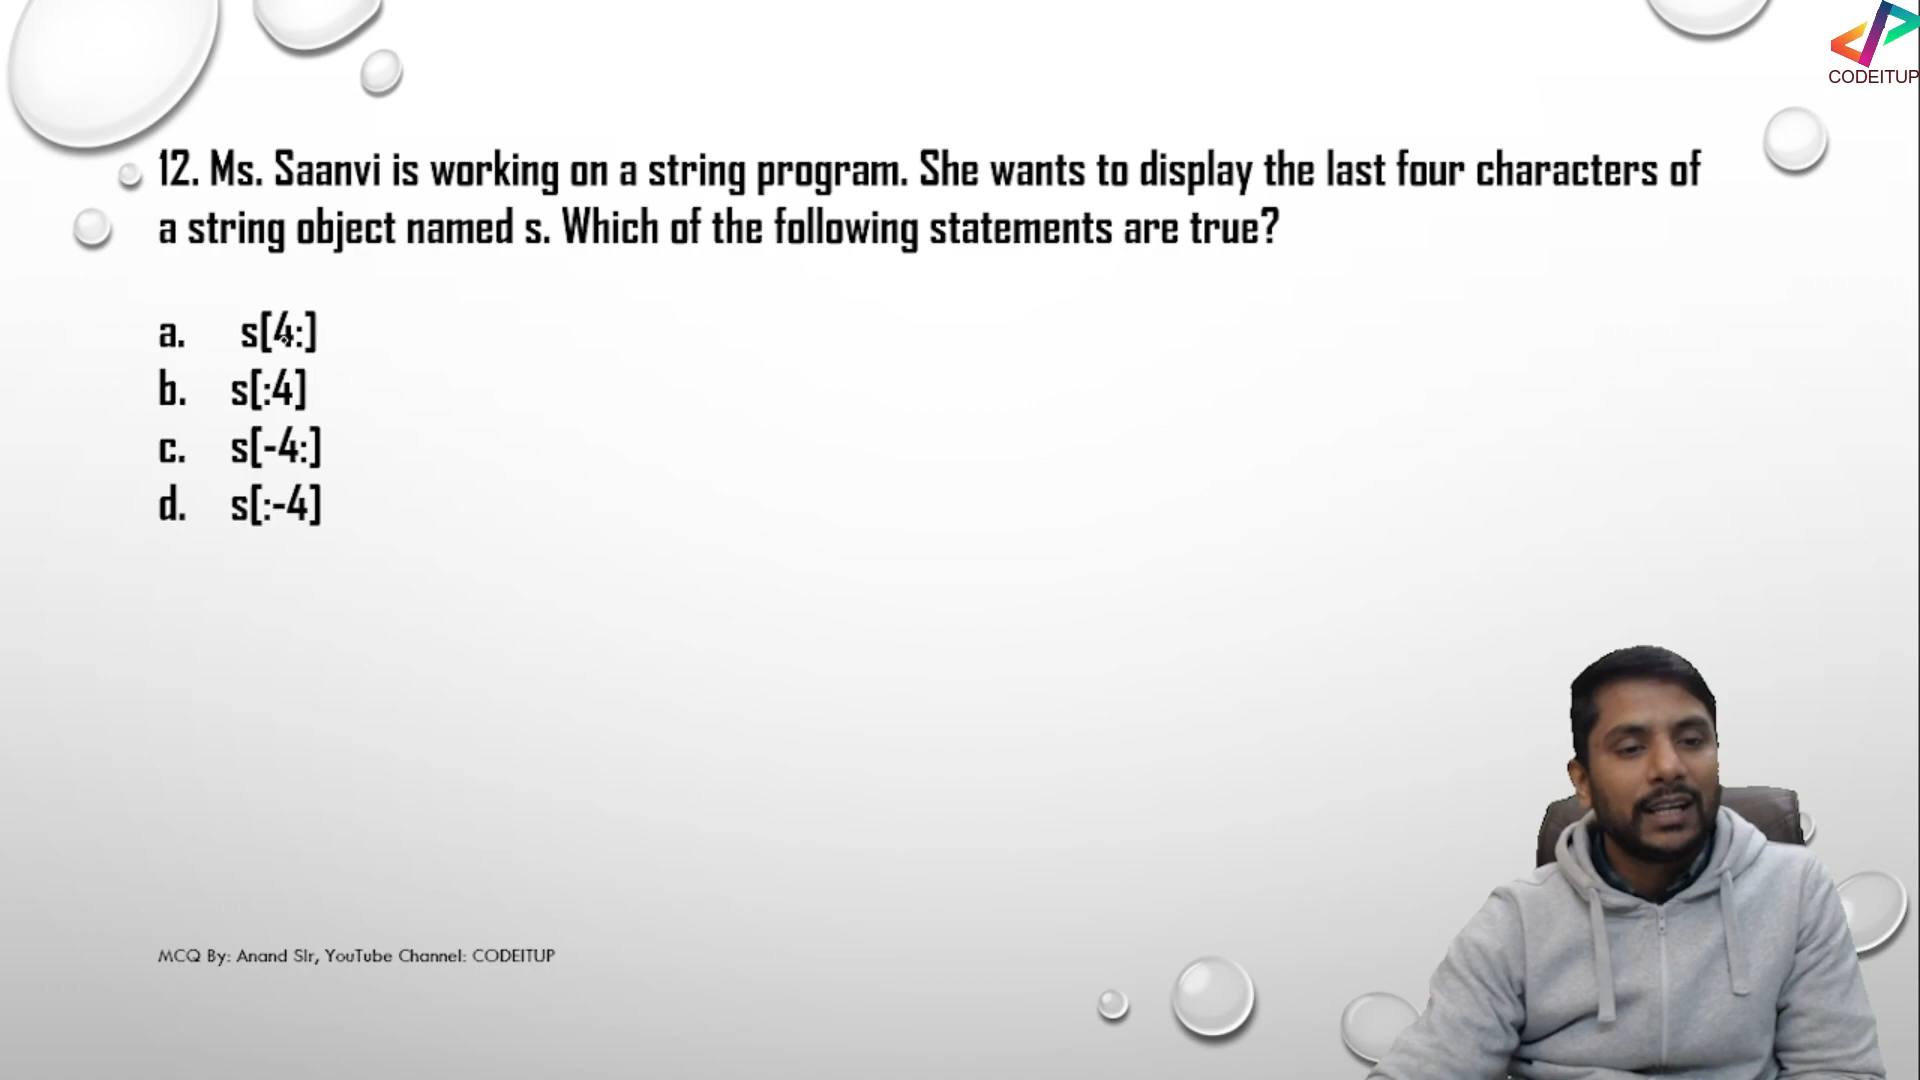 CODEITUP
12. Ms. Saanvi is working on a string program. She wants to display the last four characters of
a string object named s. Which of the following statements are true?
a. s[4:]
b. s[:4]
c. s[-4:]
d. s[:-4]
MCQ By: Anand SIr, YouTube Channel: CODEITUP